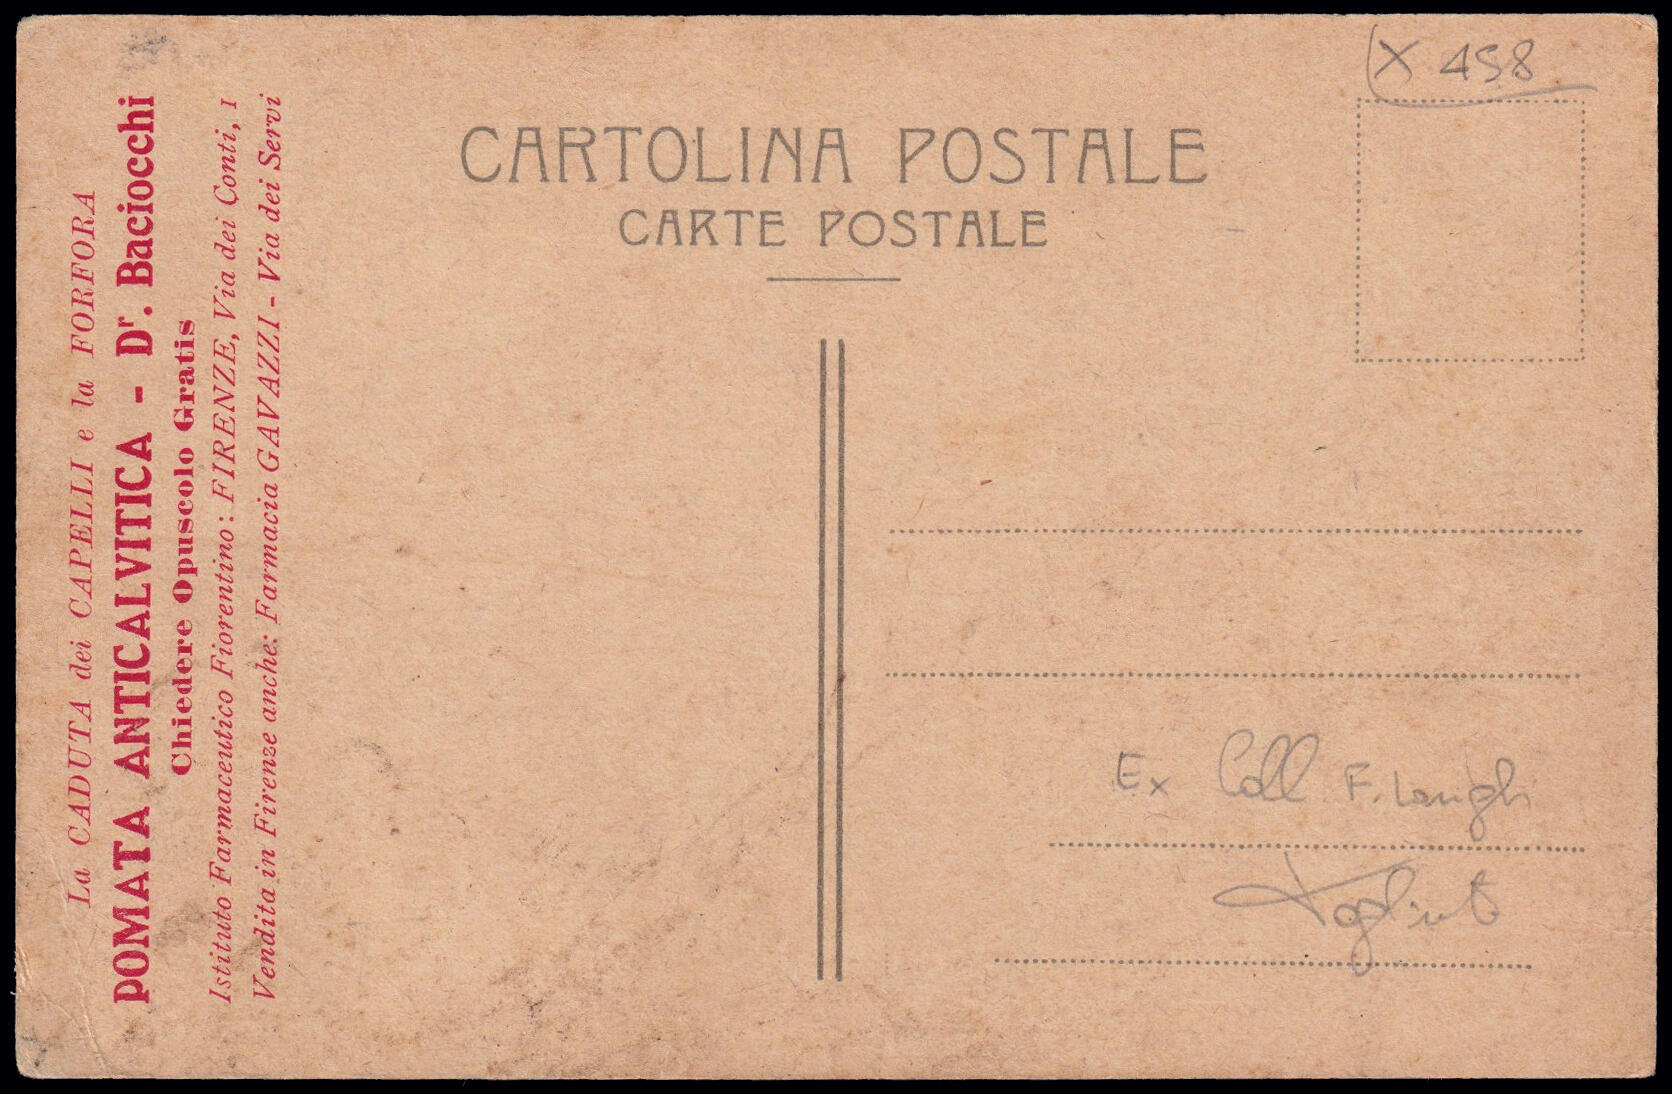 La CADUTA dei CAPELLI e la FORFORA
POMATA ANTICALVITICA - Dr. Baciocchi
Chiedere Opuscolo Gratis
Istituto Farmaceutico Fiorentino: FIRENZE, Via dei Conti, 1
Vendita in Firenze anche: Farmacia GAVAZZI - Via dei Servi
CARTOLINA POSTALE
CARTE POSTALE
X 458
Ex Coll F. Langhi